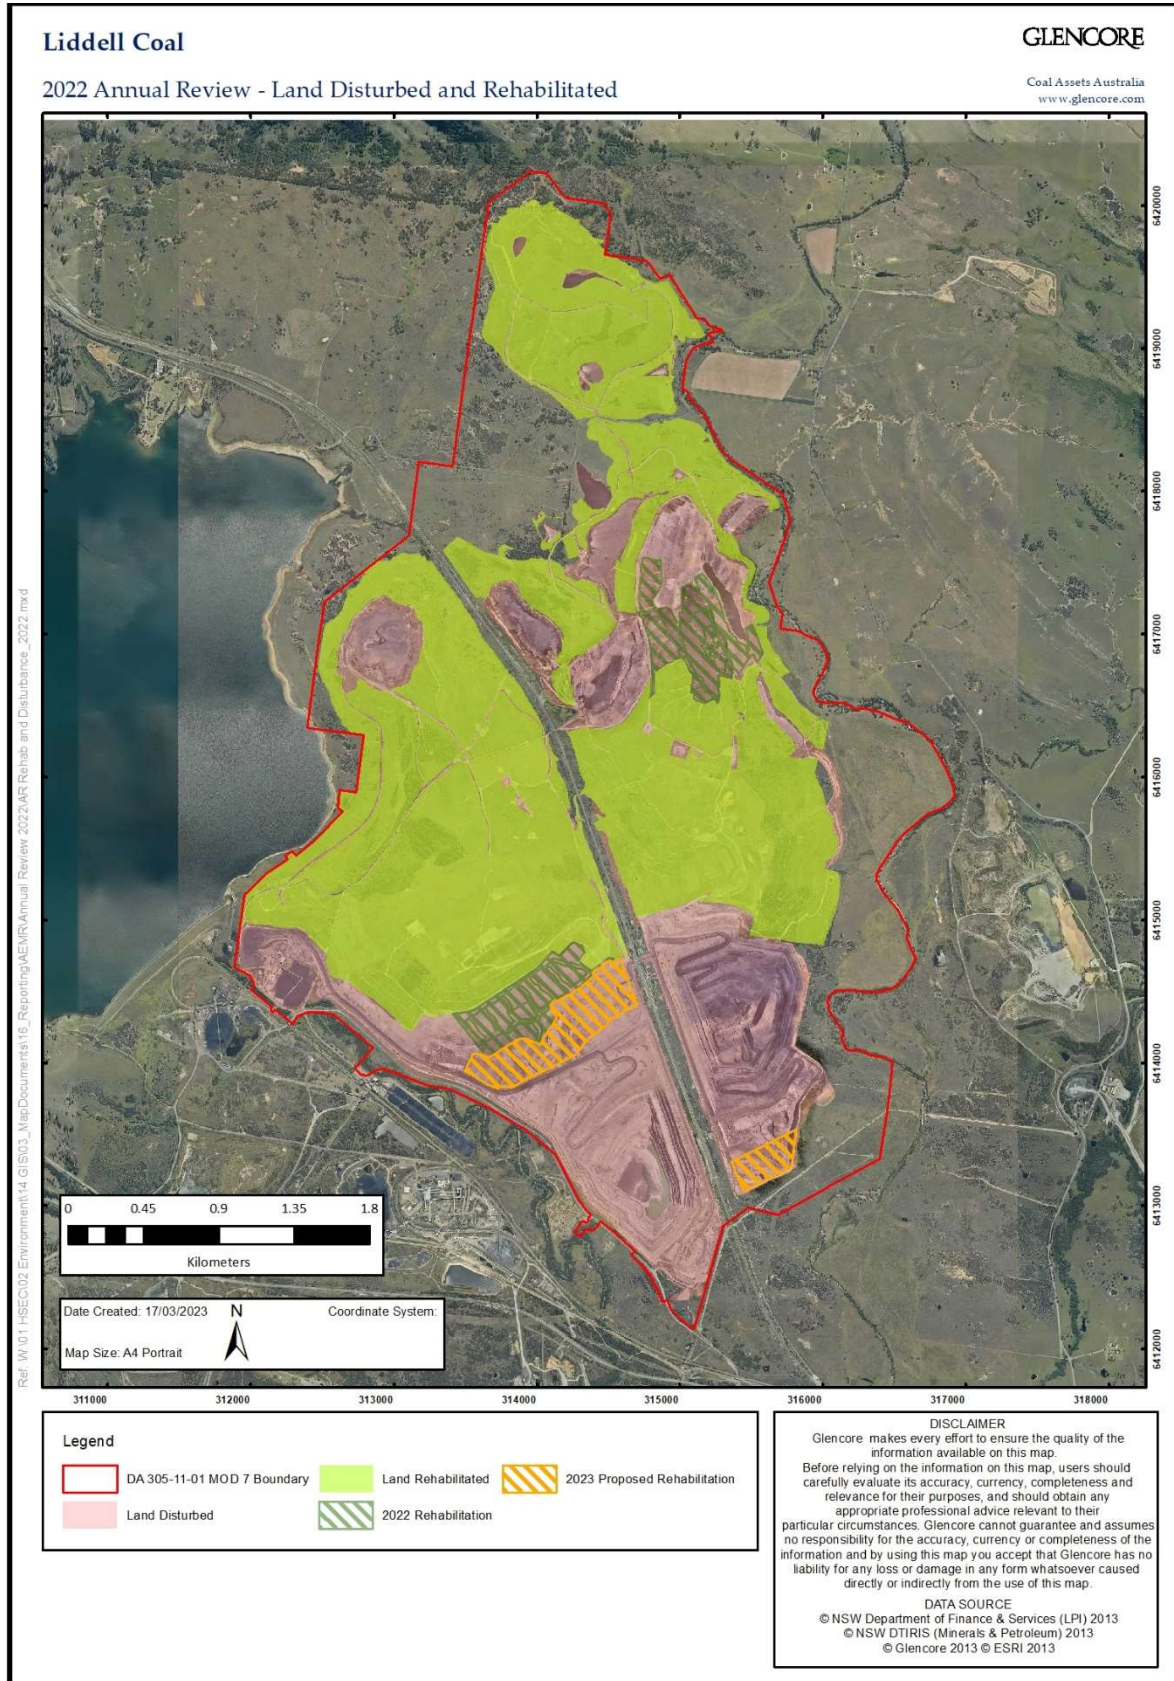 Liddell Coal
GLENCORE
2022 Annual Review - Land Disturbed and Rehabilitated
Coal Assets Australia
www.glencore.com
6420000
6419000
6418000
6417000
6416000
6415000
6414000
6413000
6412000
Ref: W:\01 HSEC\02 Environment\14 GIS\03_MapDocuments\16_Reporting\AEMR\Annual Review 2022\AR Rehab and Disturbance_2022.mxd
0 0.45 0.9 1.35 1.8
Kilometers
Date Created: 17/03/2023 N Coordinate System:
Map Size: A4 Portrait
311000 312000 313000 314000 315000 316000 317000 318000
Legend
DA 305-11-01 MOD 7 Boundary Land Rehabilitated 2023 Proposed Rehabilitation
Land Disturbed 2022 Rehabilitation
DISCLAIMER
Glencore makes every effort to ensure the quality of the
information available on this map.
Before relying on the information on this map, users should
carefully evaluate its accuracy, currency, completeness and
relevance for their purposes, and should obtain any
appropriate professional advice relevant to their
particular circumstances. Glencore cannot guarantee and assumes
no responsibility for the accuracy, currency or completeness of the
information and by using this map you accept that Glencore has no
liability for any loss or damage in any form whatsoever caused
directly or indirectly from the use of this map.
DATA SOURCE
© NSW Department of Finance & Services (LPI) 2013
© NSW DTIRIS (Minerals & Petroleum) 2013
© Glencore 2013 © ESRI 2013